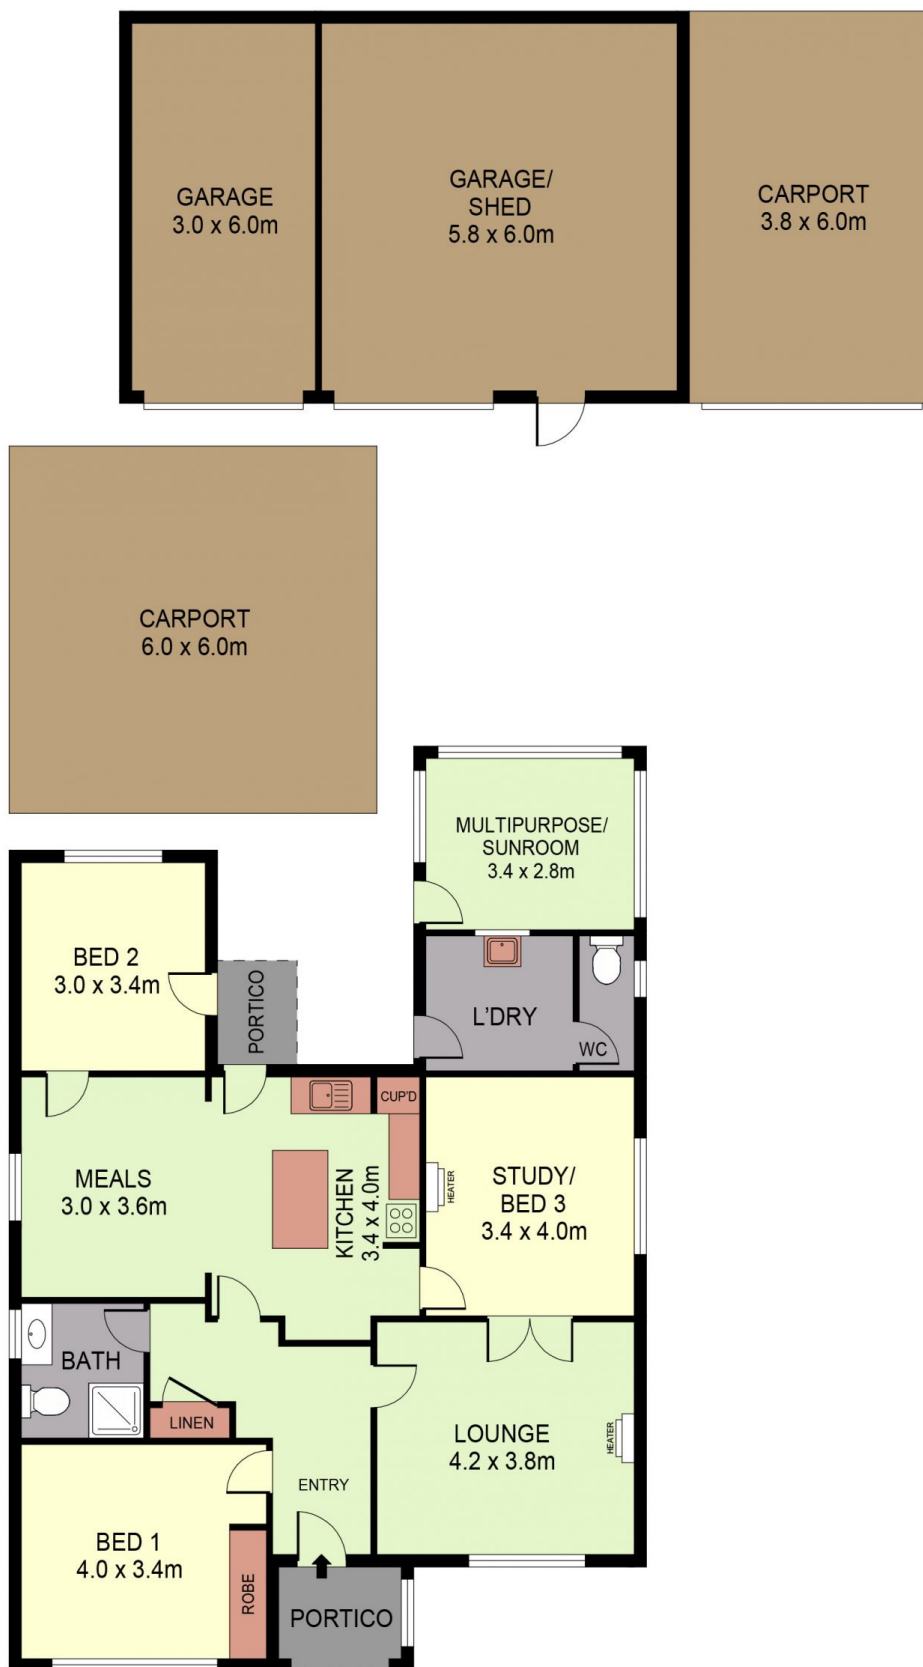 GARAGE
3.0 x 6.0m
GARAGE/
SHED
5.8 x 6.0m
CARPORT
3.8 x 6.0m
CARPORT
6.0 x 6.0m
MULTIPURPOSE/
SUNROOM
3.4 x 2.8m
BED 2
3.0 x 3.4m
PORTICO
L'DRY
WC
MEALS
3.0 x 3.6m
KITCHEN
3.4 x 4.0m
CUP'D
HEATER
STUDY/
BED 3
3.4 x 4.0m
BATH
LINEN
LOUNGE
4.2 x 3.8m
HEATER
ENTRY
BED 1
4.0 x 3.4m
ROBE
PORTICO